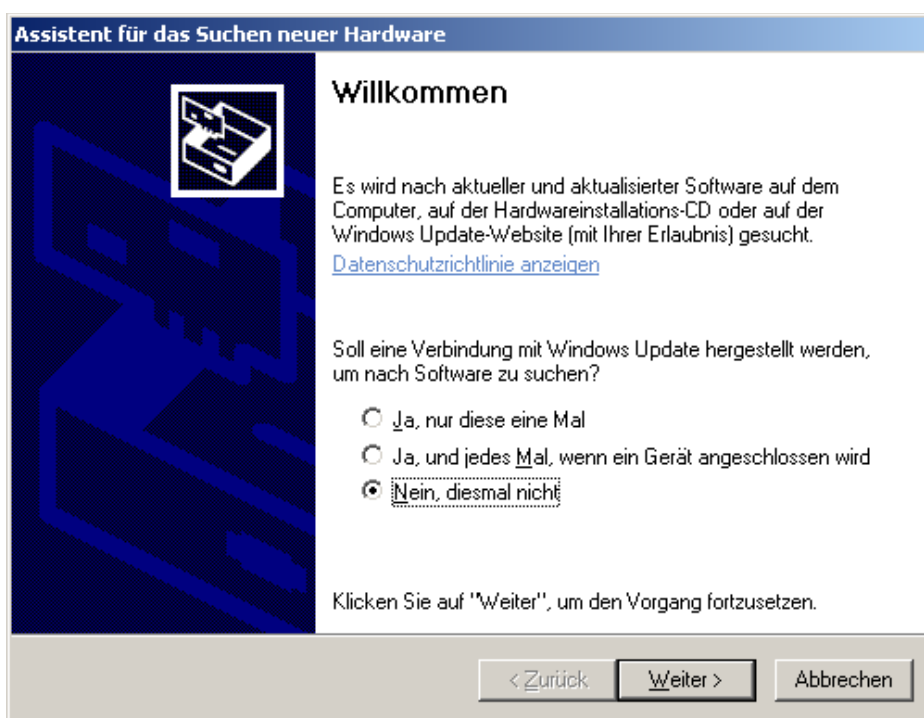 Assistent für das Suchen neuer Hardware
Willkommen
Es wird nach aktueller und aktualisierter Software auf dem
Computer, auf der Hardwareinstallations-CD oder auf der
Windows Update-Website (mit Ihrer Erlaubnis) gesucht.
Datenschutzrichtlinie anzeigen
Soll eine Verbindung mit Windows Update hergestellt werden,
um nach Software zu suchen?
Ja, nur diese eine Mal
Ja, und jedes Mal, wenn ein Gerät angeschlossen wird
Nein, diesmal nicht
Klicken Sie auf "Weiter", um den Vorgang fortzusetzen.
< Zurück Weiter > Abbrechen